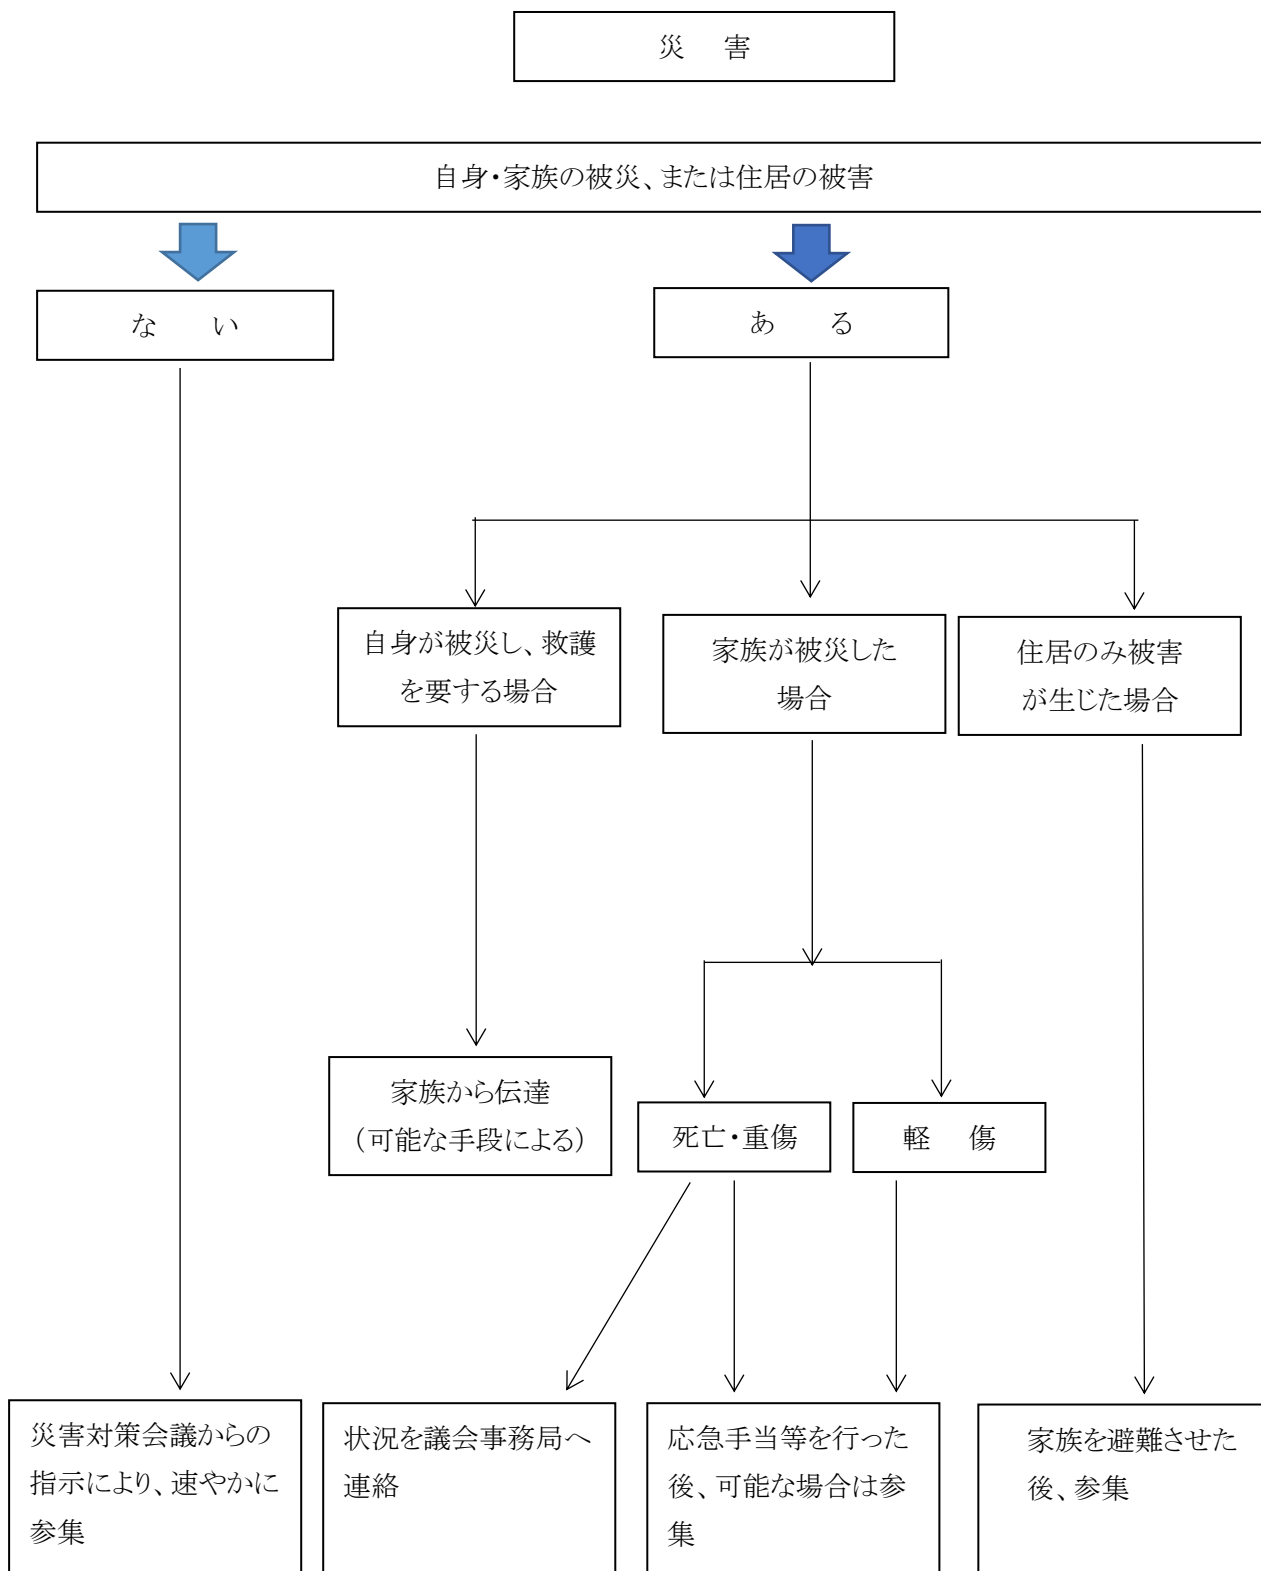 災　害
自身・家族の被災、または住居の被害
な　い
あ　る
自身が被災し、救護
を要する場合
家族が被災した
場合
住居のみ被害
が生じた場合
家族から伝達
（可能な手段による）
死亡・重傷
軽　傷
災害対策会議からの
指示により、速やかに
参集
状況を議会事務局へ
連絡
応急手当等を行った
後、可能な場合は参
集
家族を避難させた
後、参集